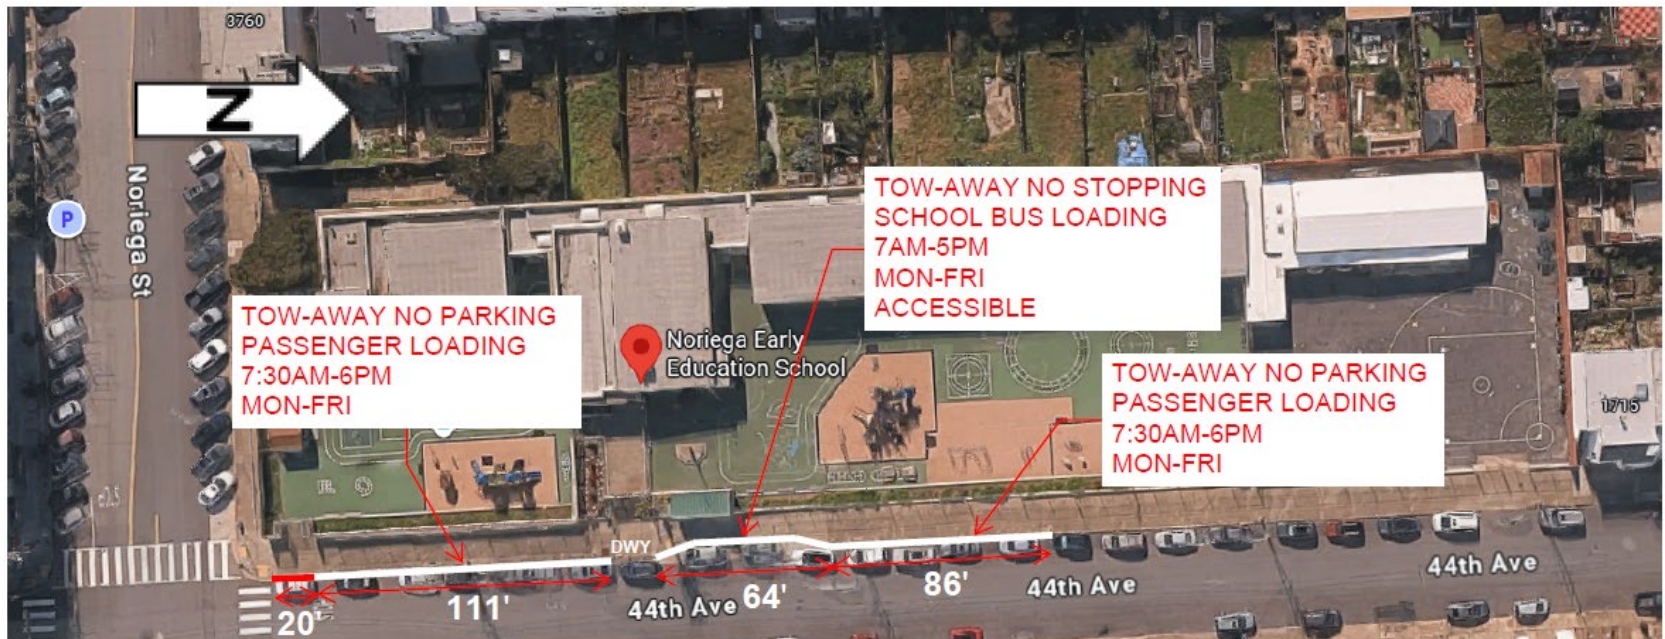 3760
N
Noriega St
P
TOW-AWAY NO STOPPING
SCHOOL BUS LOADING
7AM-5PM
MON-FRI
ACCESSIBLE
TOW-AWAY NO PARKING
PASSENGER LOADING
7:30AM-6PM
MON-FRI
Noriega Early
Education School
TOW-AWAY NO PARKING
PASSENGER LOADING
7:30AM-6PM
MON-FRI
1715
DWY
20'
111'
44th Ave
64'
86'
44th Ave
44th Ave